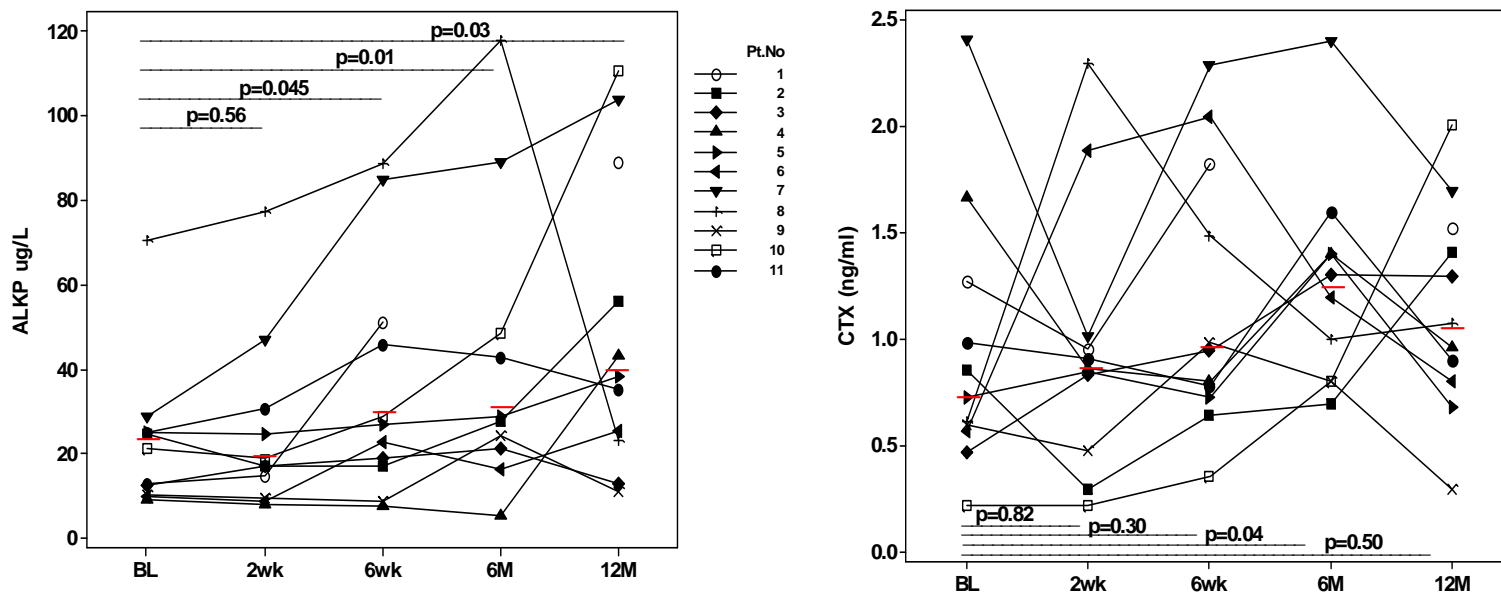 120
100
80
60
40
20
0
ALKP ug/L
p=0.03
p=0.01
p=0.045
p=0.56
BL 2wk 6wk 6M 12M
Pt.No
1
2
3
4
5
6
7
8
9
10
11
2.5
2.0
1.5
1.0
0.5
0.0
CTX (ng/ml)
p=0.82
p=0.30
p=0.04
p=0.50
BL 2wk 6wk 6M 12M